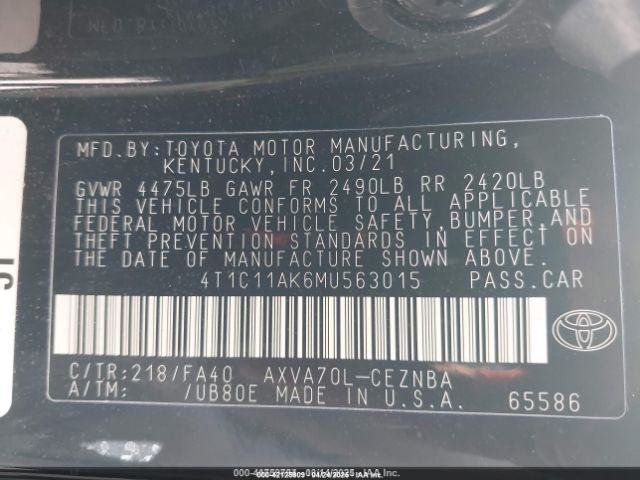 MFD.BY:TOYOTA MOTOR MANUFACTURING,
KENTUCKY,INC.03/21
GVWR 4475LB GAWR FR 2490LB RR 2420LB
THIS VEHICLE CONFORMS TO ALL APPLICABLE
FEDERAL MOTOR VEHICLE SAFETY,BUMPER,AND
THEFT PREVENTION STANDARDS IN EFFECT ON
THE DATE OF MANUFACTURE SHOWN ABOVE.
4T1C11AK6MU563015 PASS.CAR
C/TR:218/FA40 AXVA70L-CEZNBA
A/TM: /UB80E MADE IN U.S.A. 65586